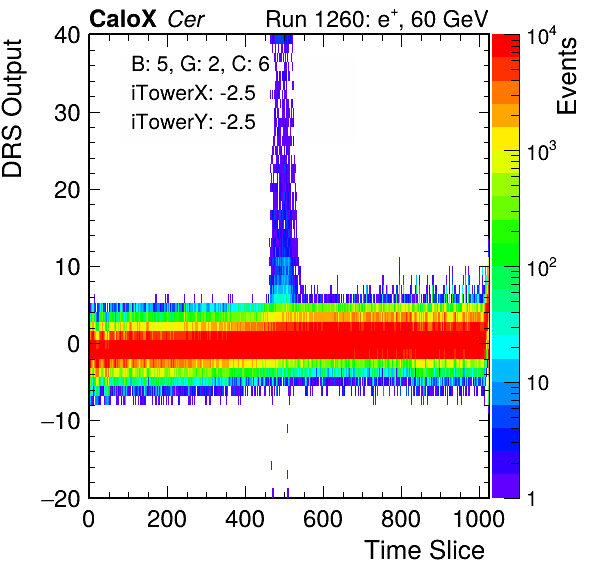 CaloX Cer Run 1260: e+, 60 GeV
B: 5, G: 2, C: 6
iTowerX: -2.5
iTowerY: -2.5
DRS Output
40
30
20
10
0
−10
−20
0 200 400 600 800 1000
Time Slice
Events
10^4
10^3
10^2
10
1